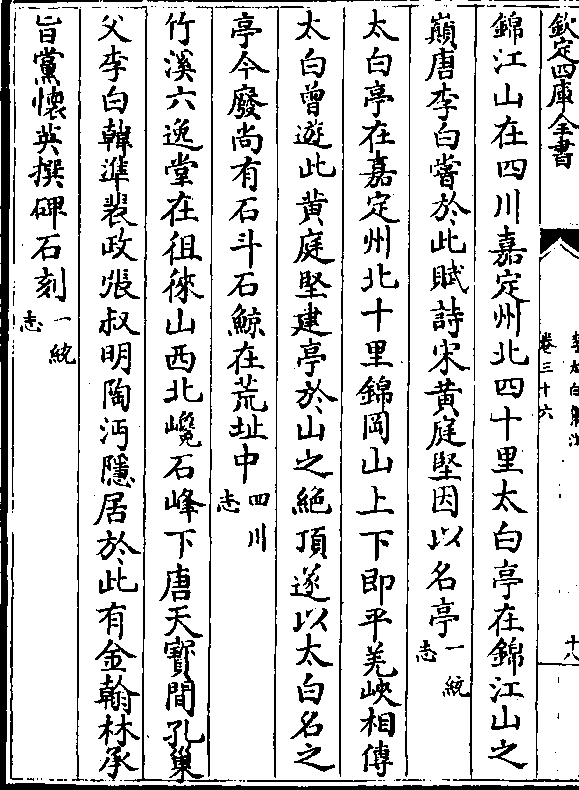 欽定四庫全書
卷三十六
十八
錦江山在四川嘉定州北四十里太白亭在錦江山之
巔唐李白嘗於此賦詩宋黄庭堅因以名亭一統志
太白亭在嘉定州北十里錦岡山上下即平羌峽相傳
太白曾遊此黄庭堅建亭於山之絶頂遂以太白名之
亭今廢尚有石斗石鯨在荒址中四川志
竹溪六逸堂在徂徠山西北巉石峰下唐天寳間孔巢
父李白韓凖裴政張叔明陶沔隱居於此有金翰林承
旨黨懷英撰碑石刻一統志